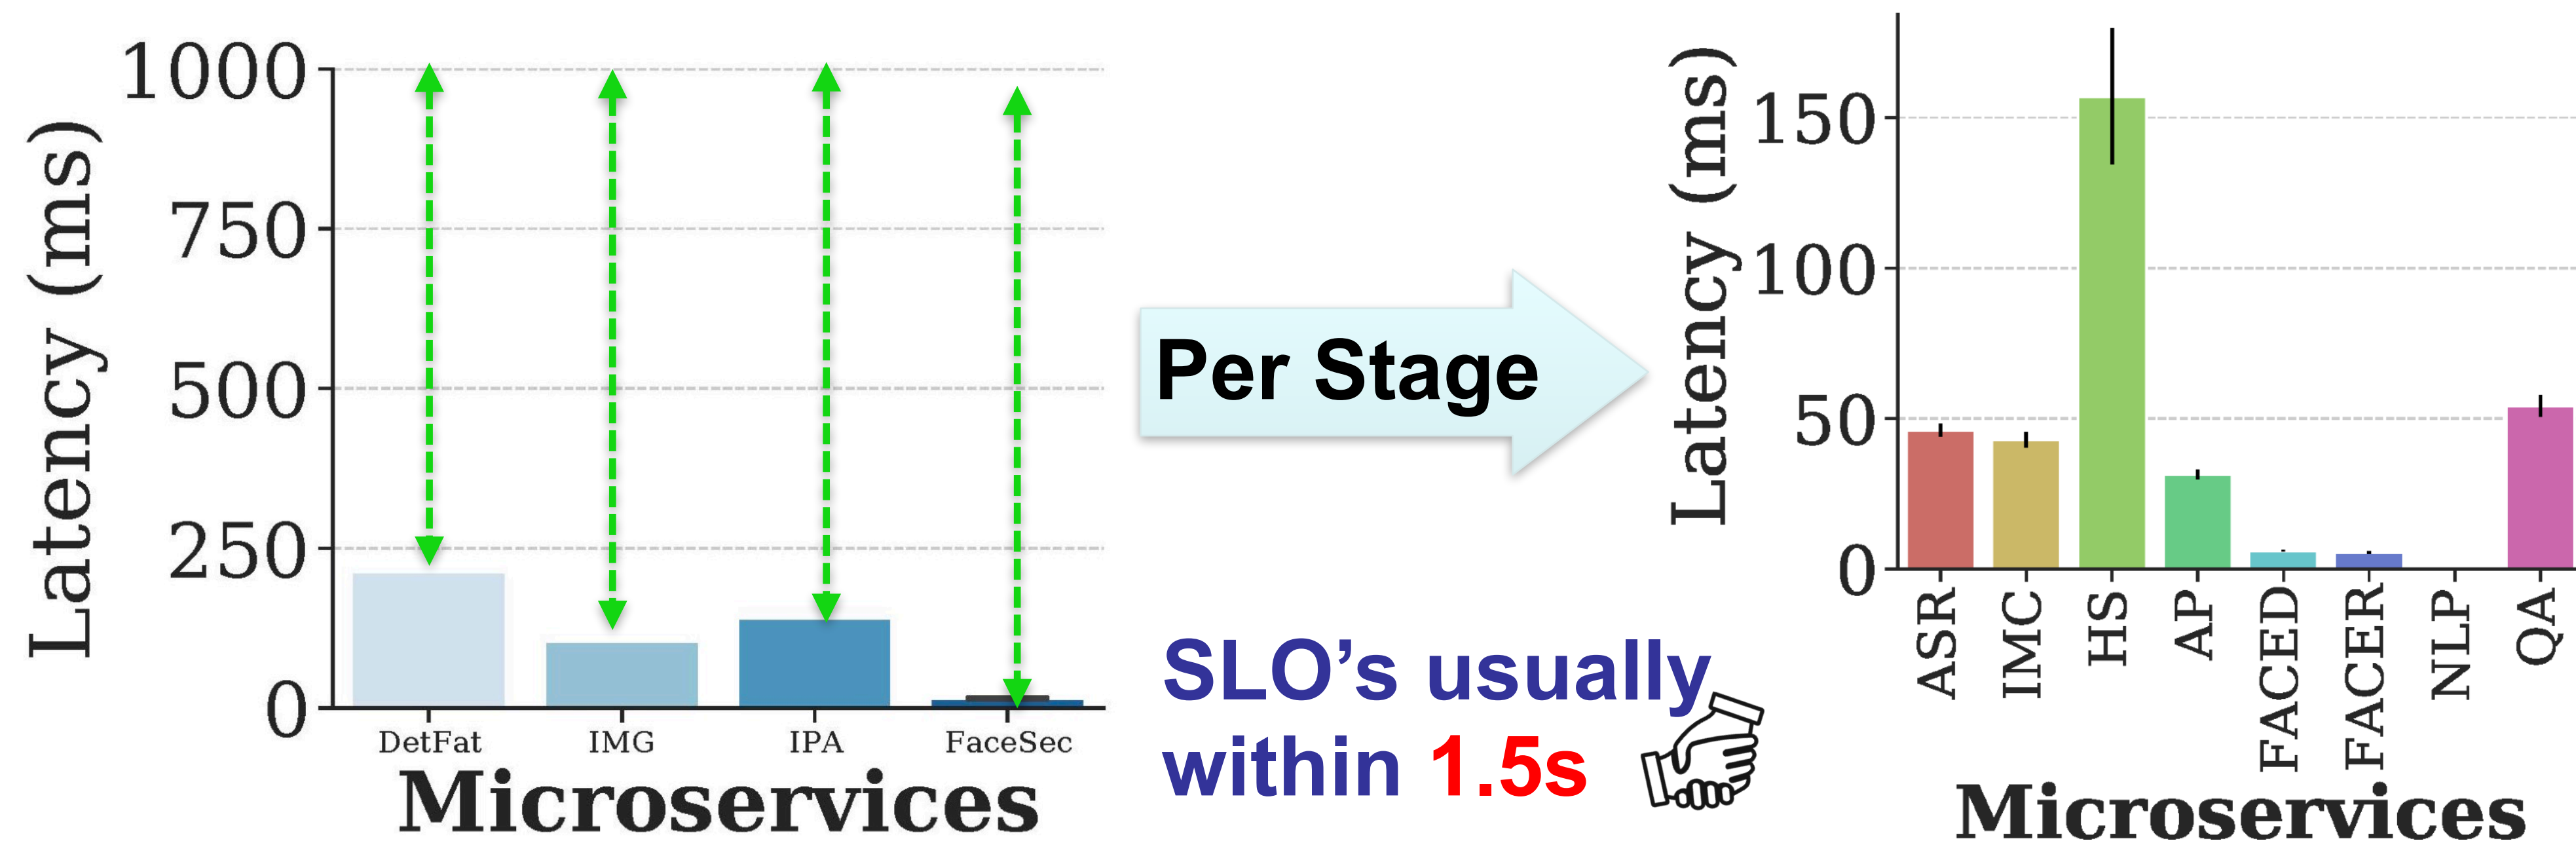 Latency (ms)
1000
750
500
250
0
DetFat IMG IPA FaceSec
Microservices
Per Stage
SLO’s usually
within 1.5s
Latency (ms)
150
100
50
0
ASR IMC HS AP FACED FACER NLP QA
Microservices